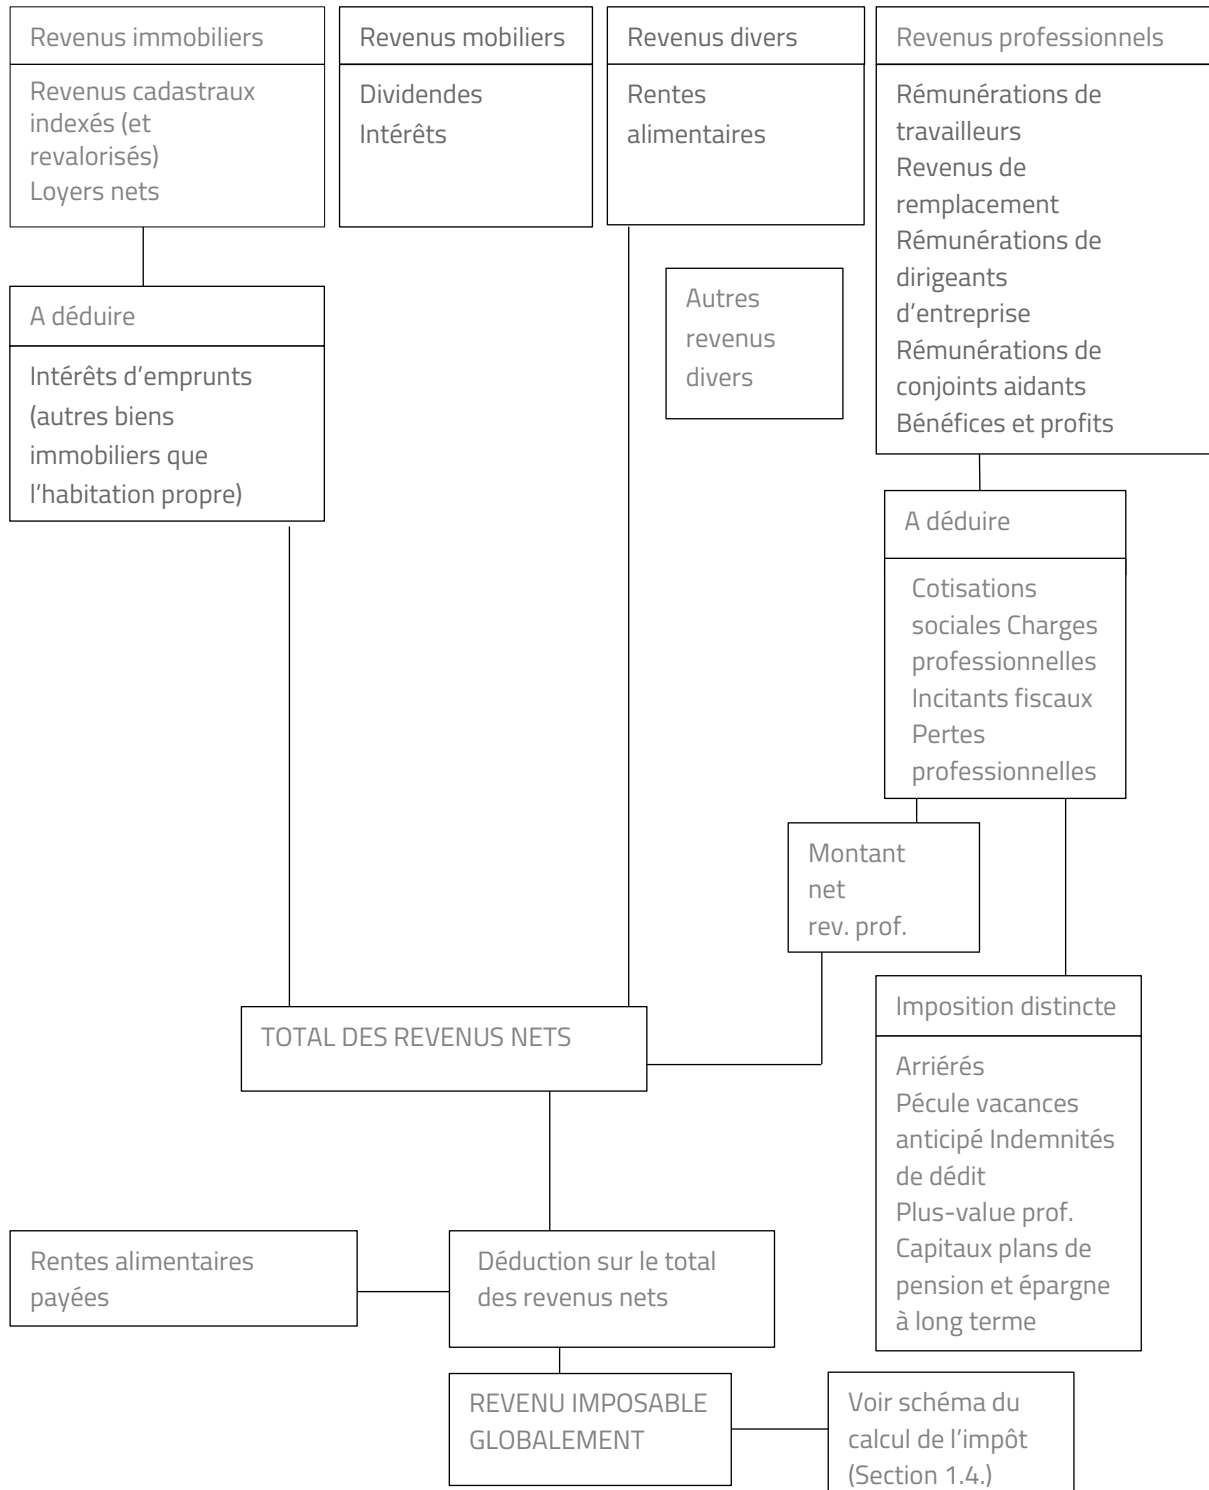 Revenus immobiliers
Revenus cadastraux
indexés (et
revalorisés)
Loyers nets
Revenus mobiliers
Dividendes
Intérêts
Revenus divers
Rentes
alimentaires
Revenus professionnels
Rémunérations de
travailleurs
Revenus de
remplacement
Rémunérations de
dirigeants
d’entreprise
Rémunérations de
conjoints aidants
Bénéfices et profits
A déduire
Intérêts d’emprunts
(autres biens
immobiliers que
l’habitation propre)
Autres
revenus
divers
A déduire
Cotisations
sociales Charges
professionnelles
Incitants fiscaux
Pertes
professionnelles
Montant
net
rev. prof.
Imposition distincte
Arriérés
Pécule vacances
anticipé Indemnités
de dédit
Plus-value prof.
Capitaux plans de
pension et épargne
à long terme
TOTAL DES REVENUS NETS
Rentes alimentaires
payées
Déduction sur le total
des revenus nets
REVENU IMPOSABLE
GLOBALEMENT
Voir schéma du
calcul de l’impôt
(Section 1.4.)